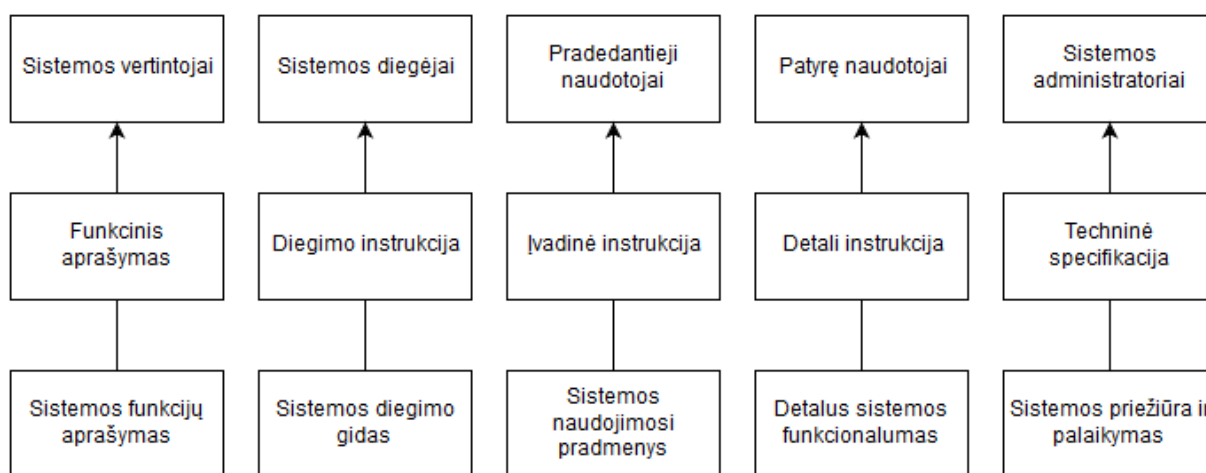 Sistemos vertintojai
Sistemos diegėjai
Pradedantieji
naudotojai
Patyrę naudotojai
Sistemos
administratoriai
Funkcinis
aprašymas
Diegimo instrukcija
Įvadinė instrukcija
Detali instrukcija
Techninė
specifikacija
Sistemos funkcijų
aprašymas
Sistemos diegimo
gidas
Sistemos
naudojimosi
pradmenys
Detalus sistemos
funkcionalumas
Sistemos priežiūra ir
palaikymas